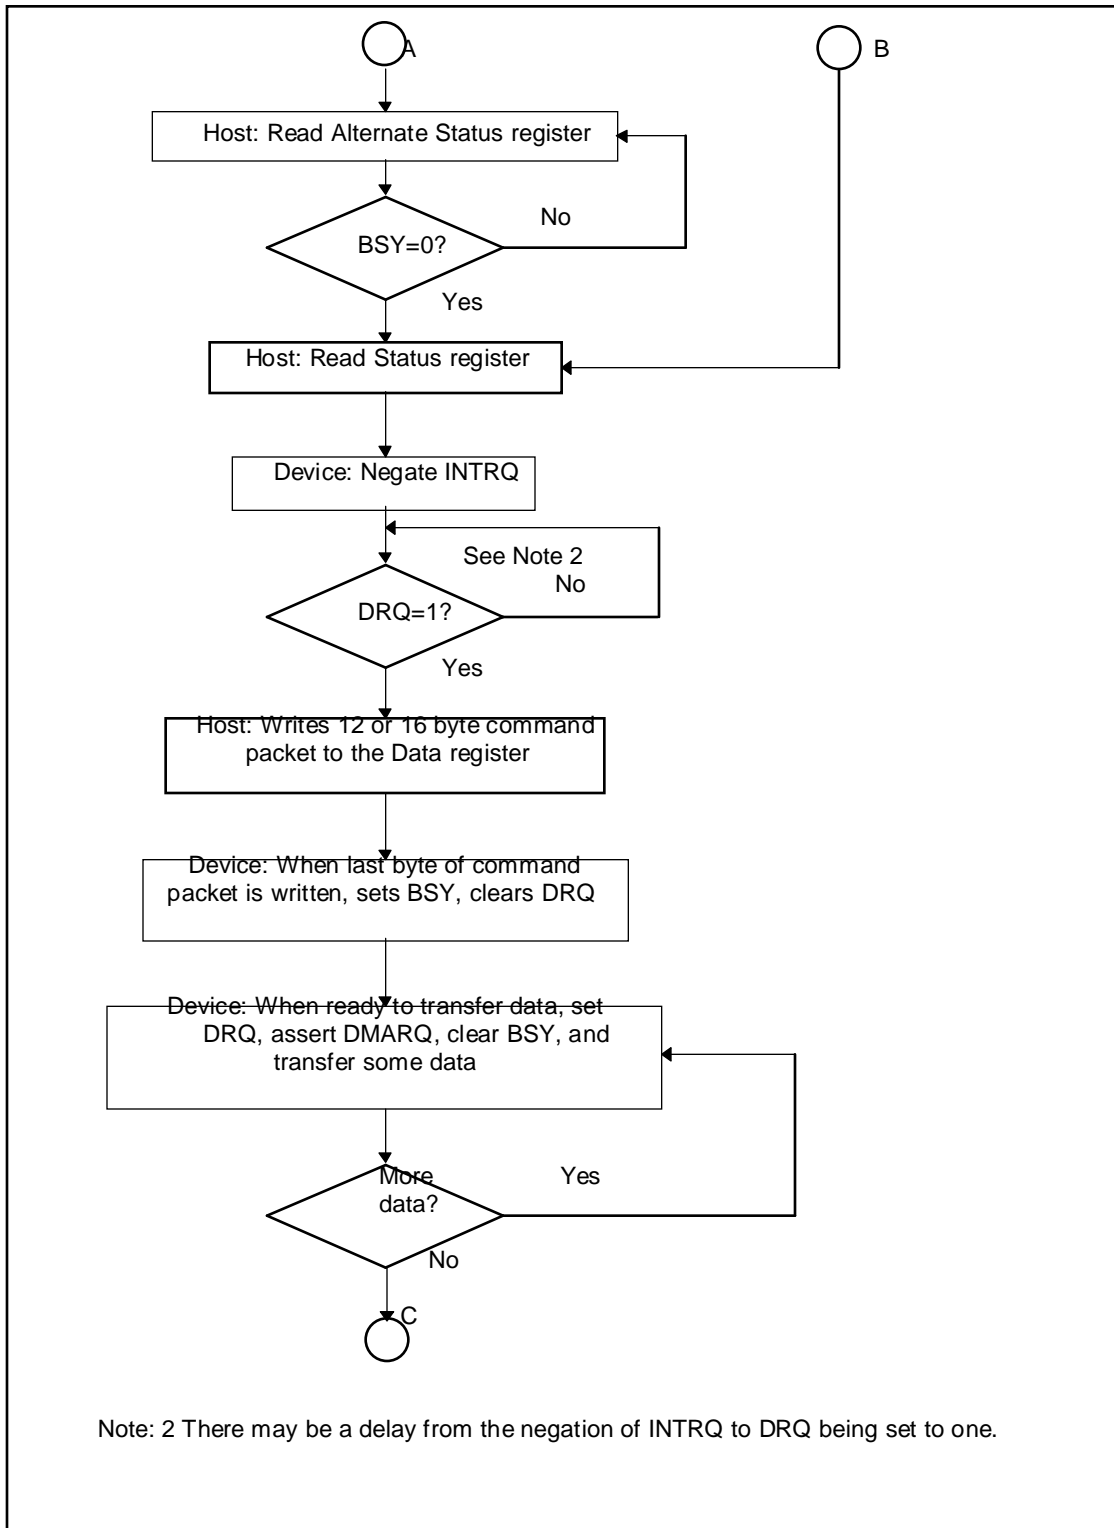 A
B
Host: Read Alternate Status register
No
BSY=0?
Yes
Host: Read Status register
Device: Negate INTRQ
See Note 2
No
DRQ=1?
Yes
Host: Writes 12 or 16 byte command
packet to the Data register
Device: When last byte of command
packet is written, sets BSY, clears DRQ
Device: When ready to transfer data, set
DRQ, assert DMARQ, clear BSY, and
transfer some data
More
data?
Yes
No
C
Note: 2 There may be a delay from the negation of INTRQ to DRQ being set to one.